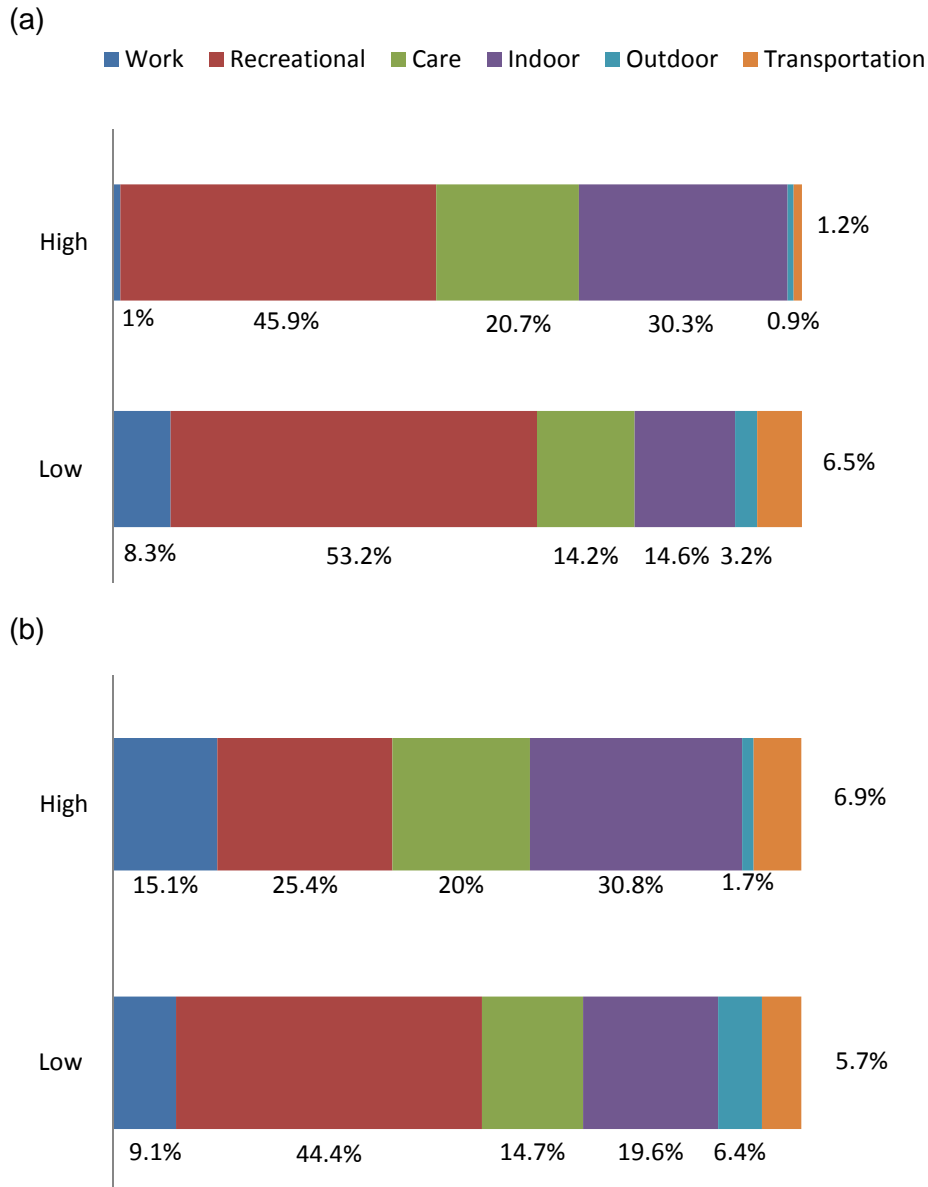 (a)
Work Recreational Care Indoor Outdoor Transportation
High
1.2%
1% 45.9% 20.7% 30.3% 0.9%
Low
6.5%
8.3% 53.2% 14.2% 14.6% 3.2%
(b)
High
6.9%
15.1% 25.4% 20% 30.8% 1.7%
Low
5.7%
9.1% 44.4% 14.7% 19.6% 6.4%